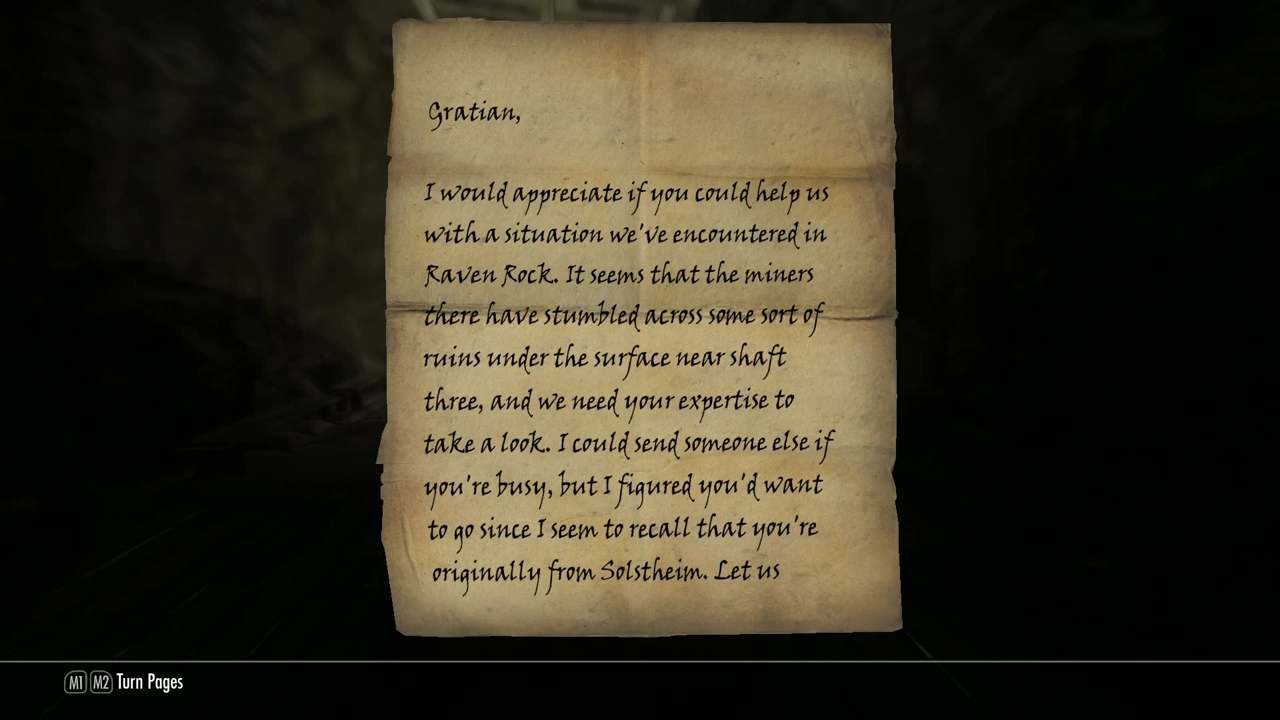 Gratian,
I would appreciate if you could help us
with a situation we've encountered in
Raven Rock. It seems that the miners
there have stumbled across some sort of
ruins under the surface near shaft
three, and we need your expertise to
take a look. I could send someone else if
you're busy, but I figured you'd want
to go since I seem to recall that you're
originally from Solstheim. Let us
M1 M2 Turn Pages